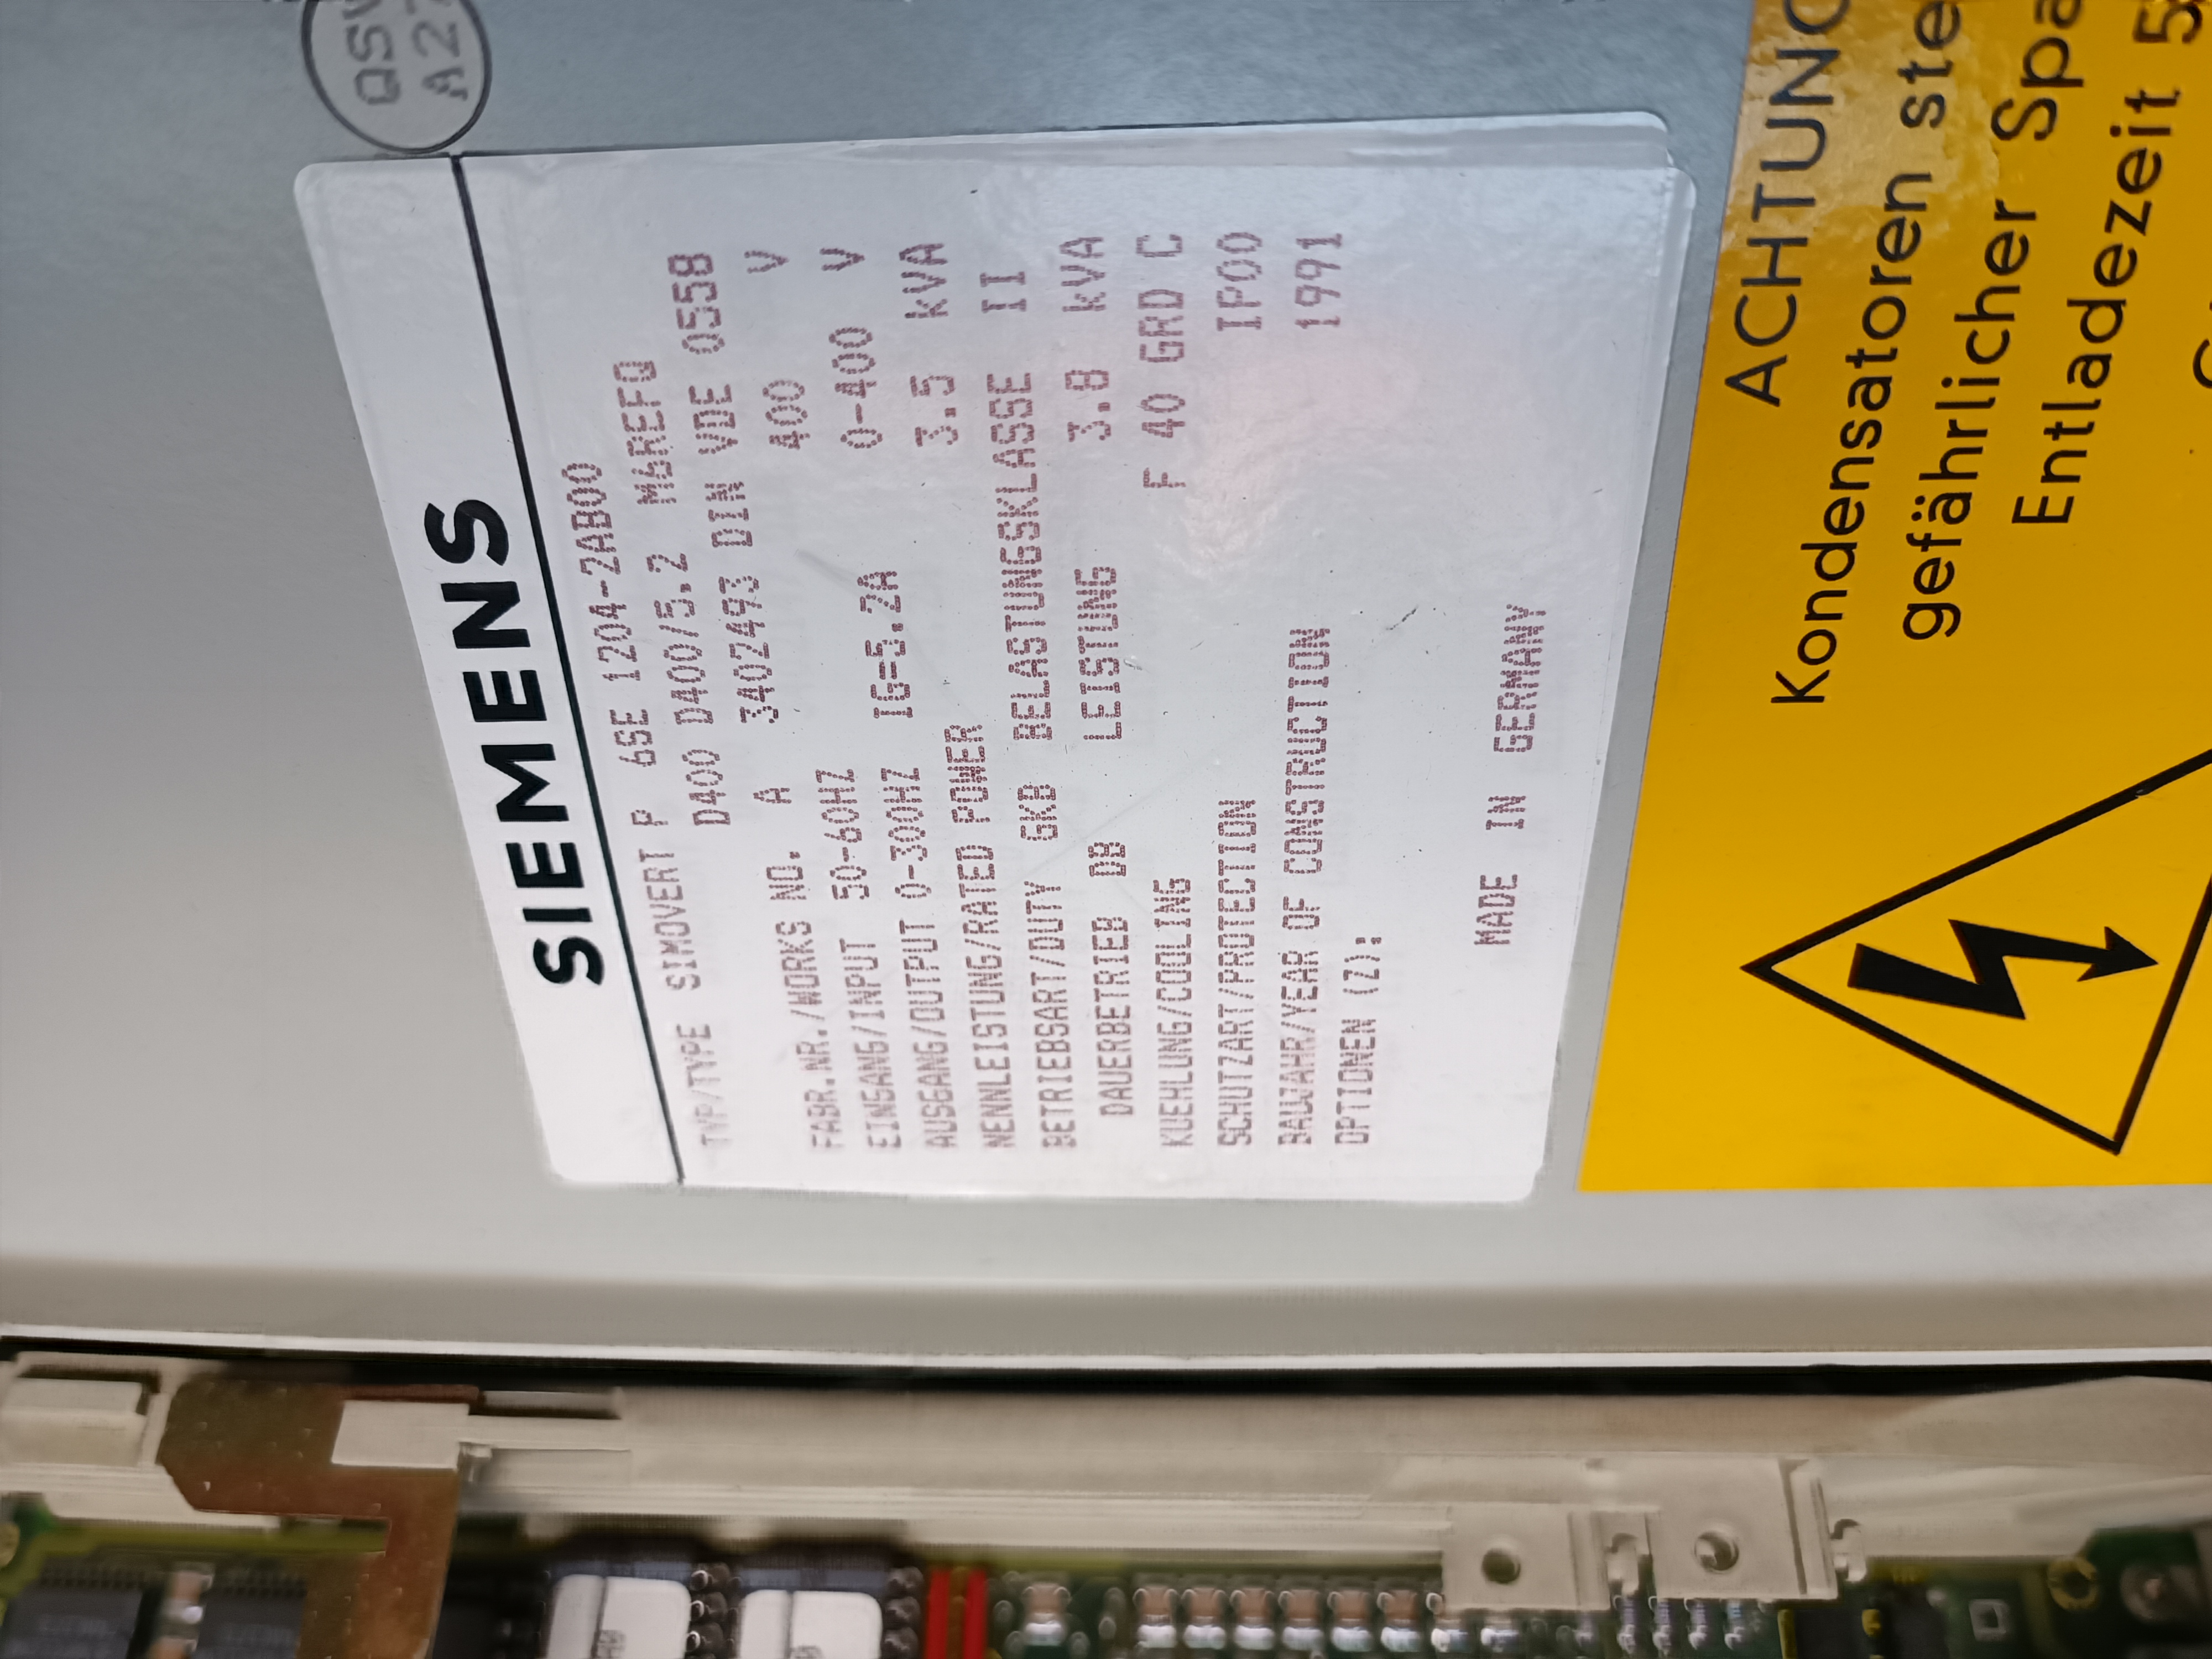 QSV
A27
SIEMENS
TYP/TYPE SIMOVERT P 6SE 1204-2AB00
D400 D400/5,2 M&REFQ
FABR.NR./WORKS NO. A 3402493 DIN VDE 0558
EINGANG/INPUT 50-60HZ 400 V
AUSGANG/OUTPUT 0-300HZ IG=5.2A 0-400 V
NENNLEISTUNG/RATED POWER 3.5 kVA
BETRIEBSART/DUTY GKB BELASTUNGSKLASSE II
DAUERBETRIEB DB LEISTUNG 3.8 kVA
KUEHLUNG/COOLING F 40 GRD C
SCHUTZART/PROTECTION IP00
BAUJAHR/YEAR OF CONSTRUCTION 1991
OPTIONEN (Z):
MADE IN GERMANY
ACHTUNG
Kondensatoren ste
gefährlicher Spa
Entladezeit 5